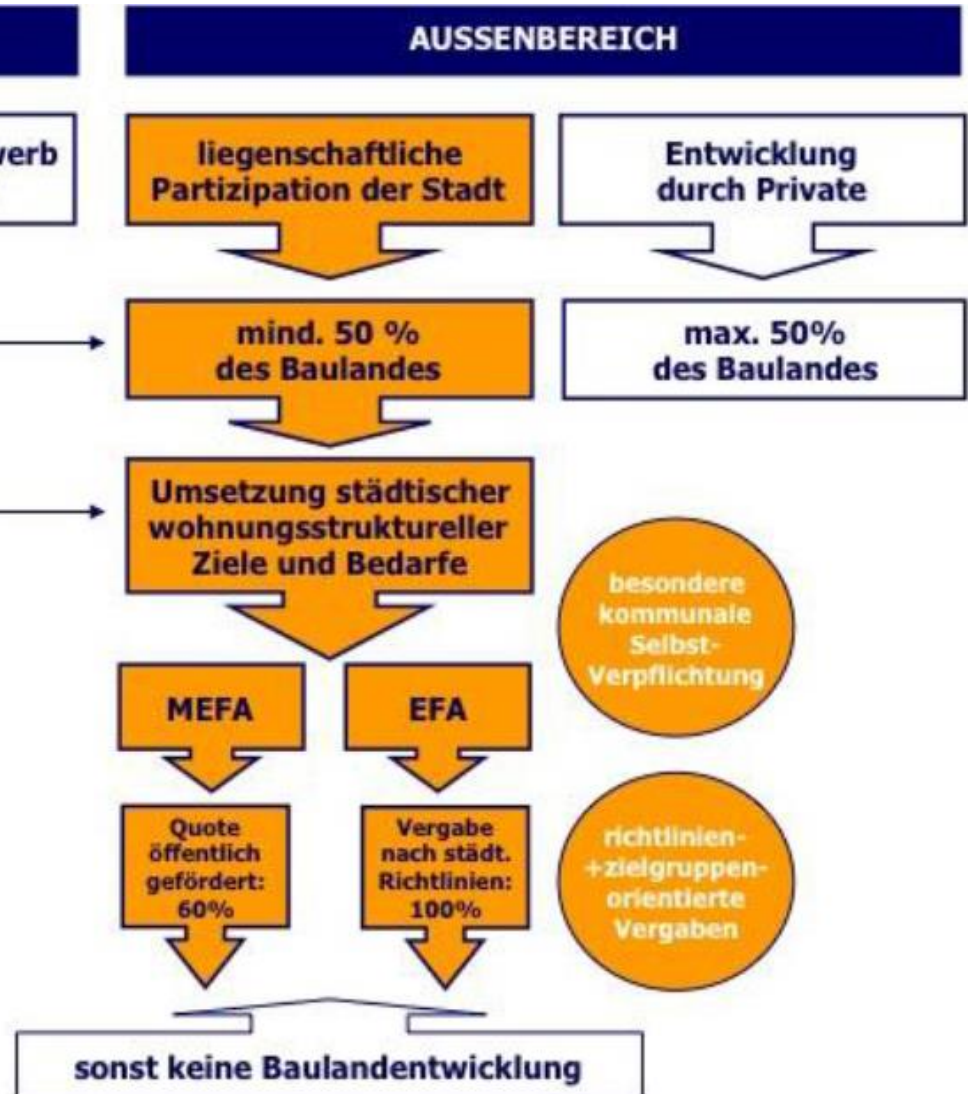 AUSSENBEREICH
liegenschaftliche
Partizipation der Stadt
Entwicklung
durch Private
mind. 50 %
des Baulandes
max. 50%
des Baulandes
Umsetzung städtischer
wohnungsstruktureller
Ziele und Bedarfe
besondere
kommunale
Selbst-
Verpflichtung
MEFA
EFA
Quote
öffentlich
gefördert:
60%
Vergabe
nach städt.
Richtlinien:
100%
richtlinien-
+zielgruppen-
orientierte
Vergaben
sonst keine Baulandentwicklung